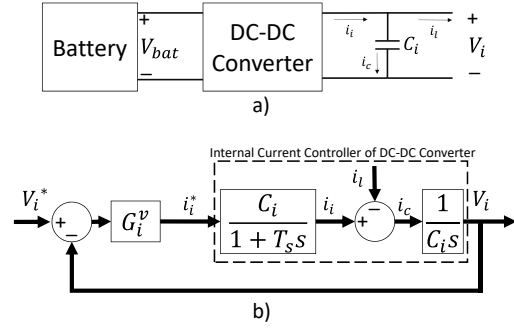 Battery
+
V_bat
−
DC-DC
Converter
i_i
i_l
C_i
i_c
+
V_i
−
a)
Internal Current Controller of DC-DC Converter
V_i^*
+
−
G_i^v
i_i^*
C_i
1 + T_s s
i_i
i_l
−
+
i_c
1
C_i s
V_i
b)